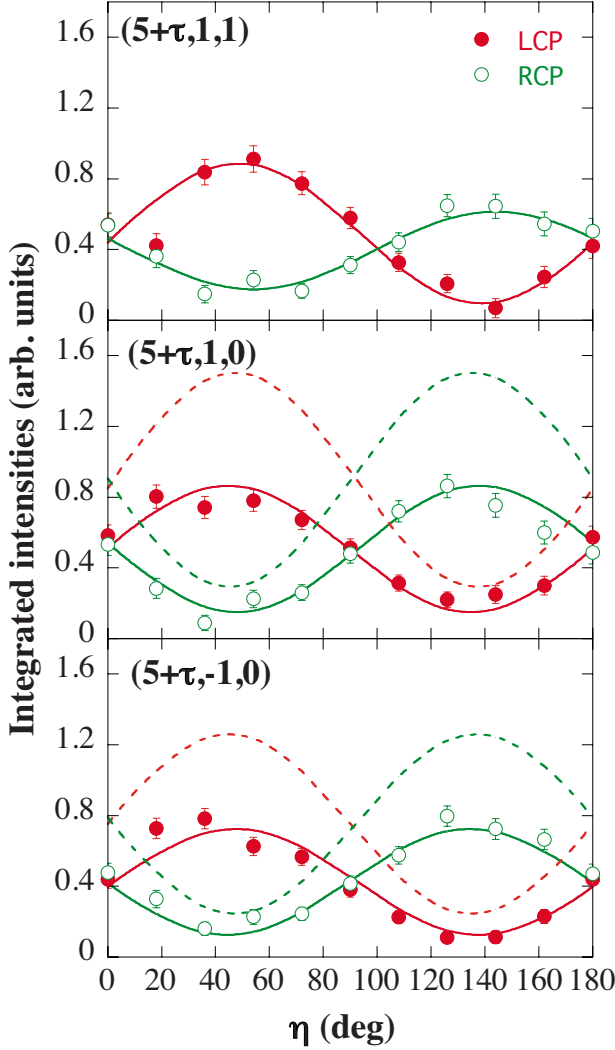 (5+τ,1,1)
LCP
RCP
1.6
1.2
0.8
0.4
0
(5+τ,1,0)
1.6
1.2
0.8
0.4
0
(5+τ,-1,0)
1.6
1.2
0.8
0.4
0
0 20 40 60 80 100 120 140 160 180
η (deg)
Integrated intensities (arb. units)